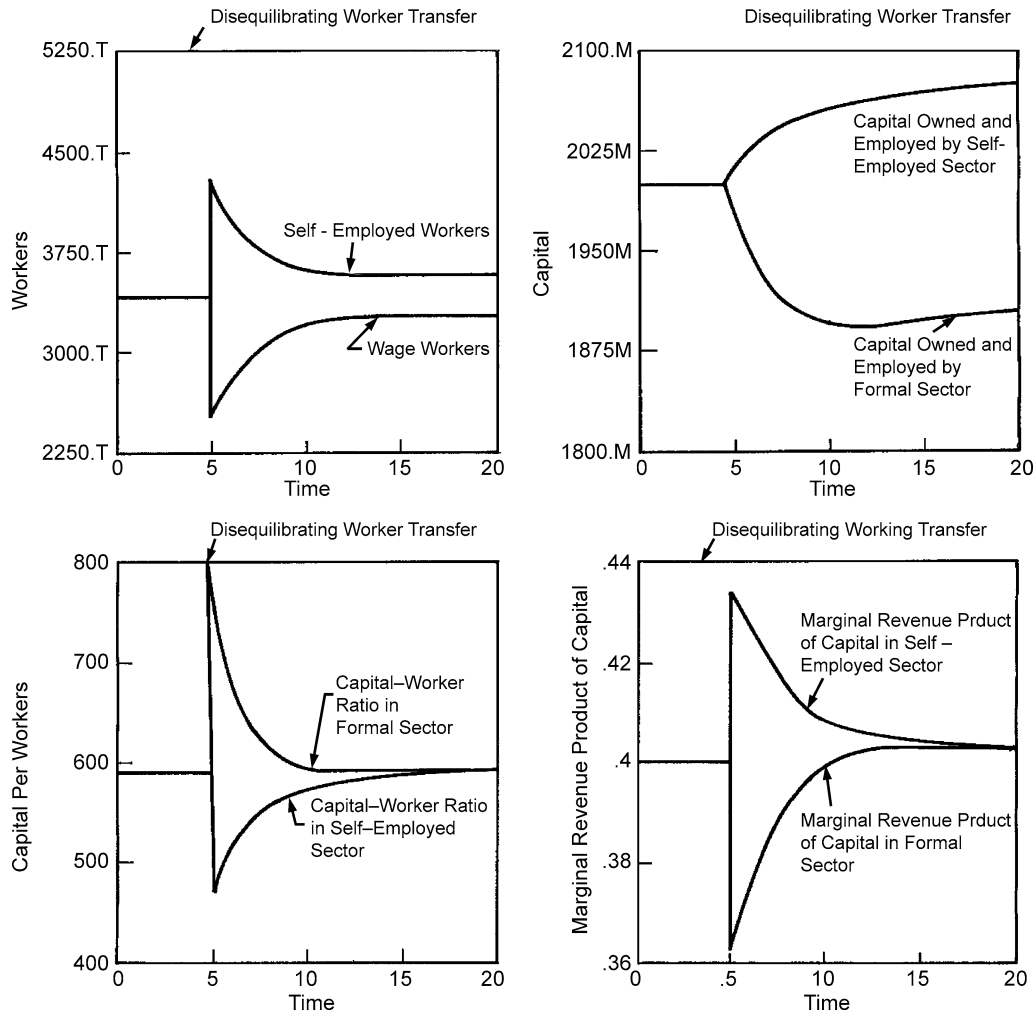 Disequilibrating Worker Transfer
5250.T
4500.T
3750.T
3000.T
2250.T
Workers
Self - Employed Workers
Wage Workers
0
5
10
15
20
Time
Disequilibrating Worker Transfer
2100.M
2025M
1950M
1875M
1800.M
Capital
Capital Owned and
Employed by Self-
Employed Sector
Capital Owned and
Employed by
Formal Sector
0
5
10
15
20
Time
Disequilibrating Worker Transfer
800
700
600
500
400
Capital Per Workers
Capital–Worker
Ratio in
Formal Sector
Capital–Worker Ratio
in Self–Employed
Sector
0
5
10
15
20
Time
Disequilibrating Working Transfer
.44
.42
.4
.38
.36
Marginal Revenue Product of Capital
Marginal Revenue Prduct
of Capital in Self –
Employed Sector
Marginal Revenue Prduct
of Capital in Formal
Sector
.5
10
15
20
Time